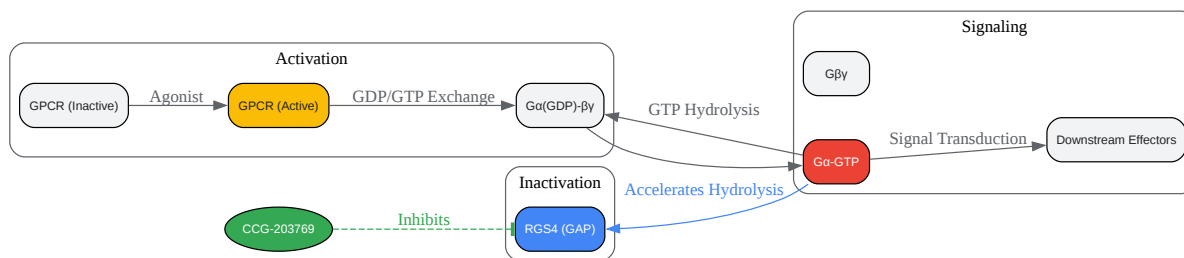 Signaling
Activation
Gβγ
GPCR (Inactive)
Agonist
GPCR (Active)
GDP/GTP Exchange
Gα(GDP)-βγ
GTP Hydrolysis
Gα-GTP
Signal Transduction
Downstream Effectors
Inactivation
Accelerates Hydrolysis
CCG-203769
Inhibits
RGS4 (GAP)